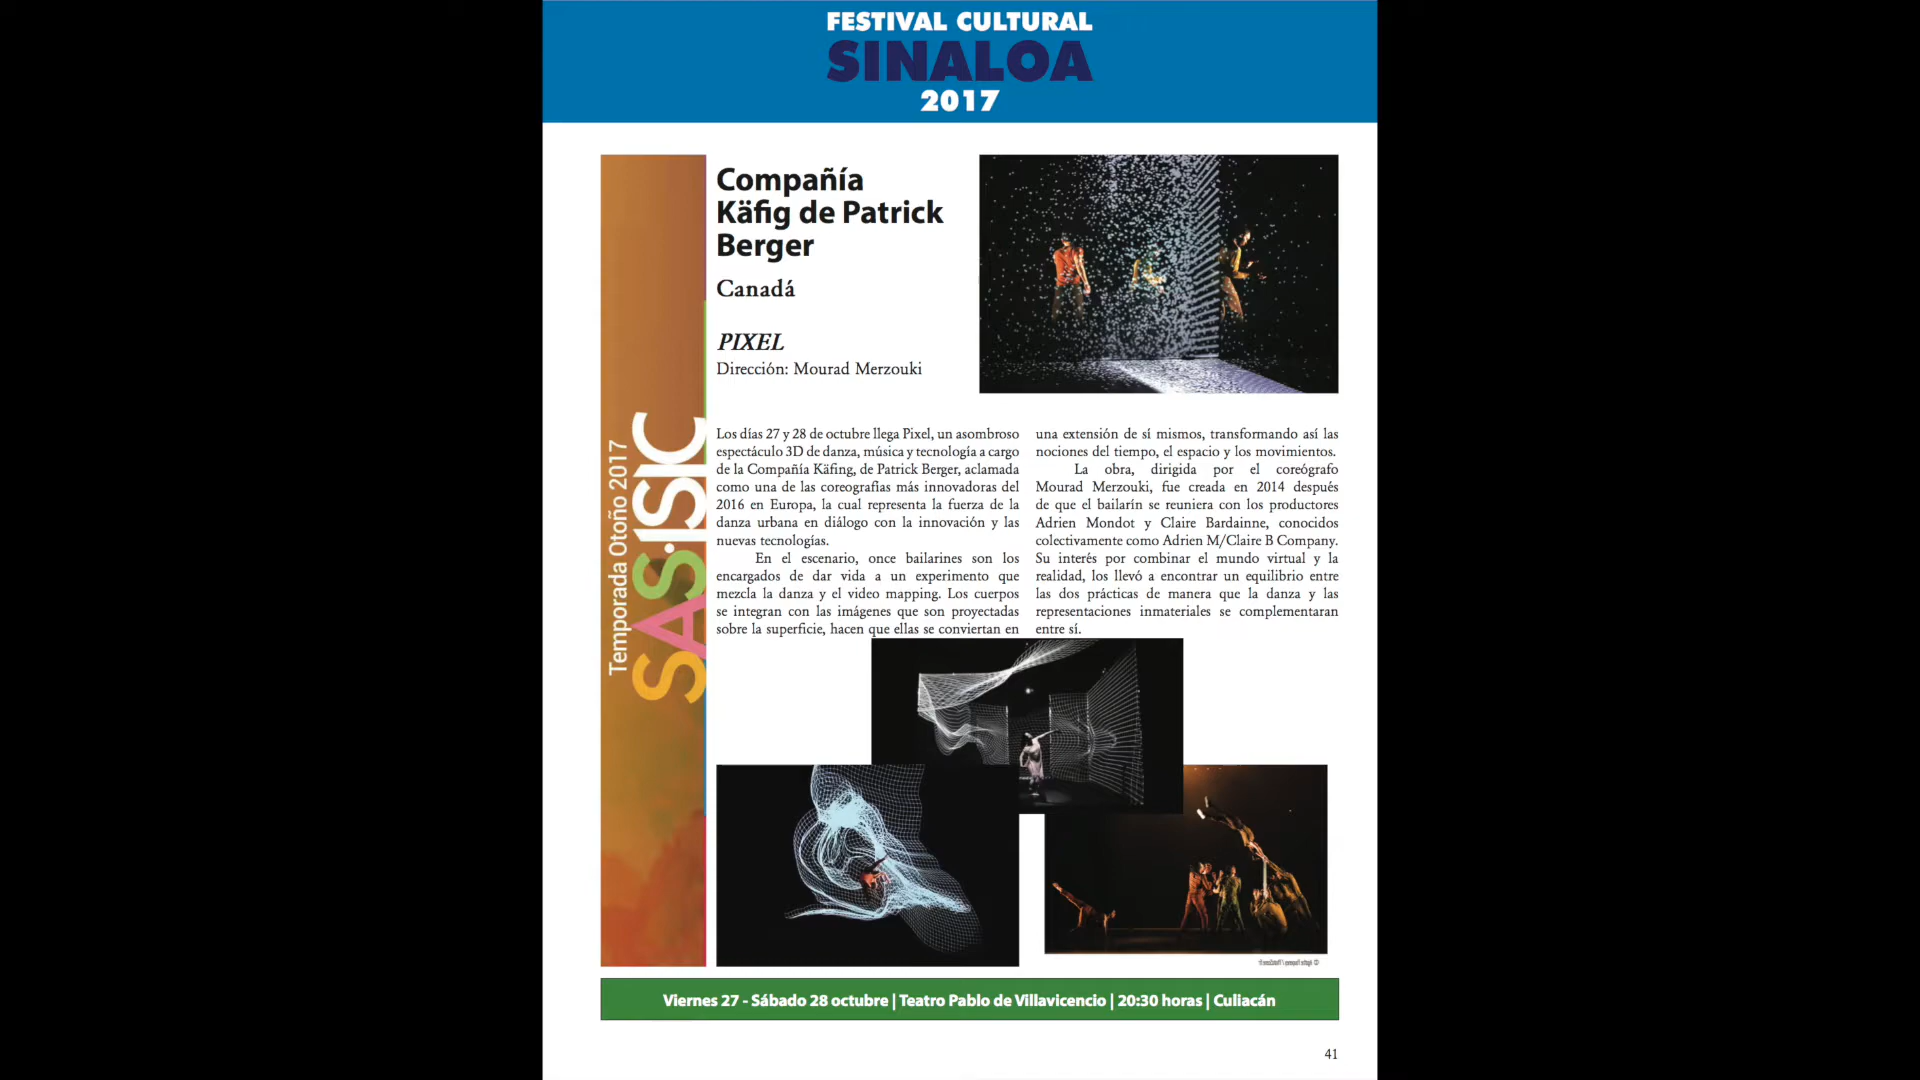 FESTIVAL CULTURAL
SINALOA
2017
Temporada Otoño 2017
SAS·ISIC
Compañía
Käfig de Patrick
Berger
Canadá
PIXEL
Dirección: Mourad Merzouki
Los días 27 y 28 de octubre llega Pixel, un asombroso
espectáculo 3D de danza, música y tecnología a cargo
de la Compañía Käfing, de Patrick Berger, aclamada
como una de las coreografías más innovadoras del
2016 en Europa, la cual representa la fuerza de la
danza urbana en diálogo con la innovación y las
nuevas tecnologías.
En el escenario, once bailarines son los
encargados de dar vida a un experimento que
mezcla la danza y el video mapping. Los cuerpos
se integran con las imágenes que son proyectadas
sobre la superficie, hacen que ellas se conviertan en
una extensión de sí mismos, transformando así las
nociones del tiempo, el espacio y los movimientos.
La obra, dirigida por el coreógrafo
Mourad Merzouki, fue creada en 2014 después
de que el bailarín se reuniera con los productores
Adrien Mondot y Claire Bardainne, conocidos
colectivamente como Adrien M/Claire B Company.
Su interés por combinar el mundo virtual y la
realidad, los llevó a encontrar un equilibrio entre
las dos prácticas de manera que la danza y las
representaciones inmateriales se complementaran
entre sí.
Viernes 27 - Sábado 28 octubre | Teatro Pablo de Villavicencio | 20:30 horas | Culiacán
41